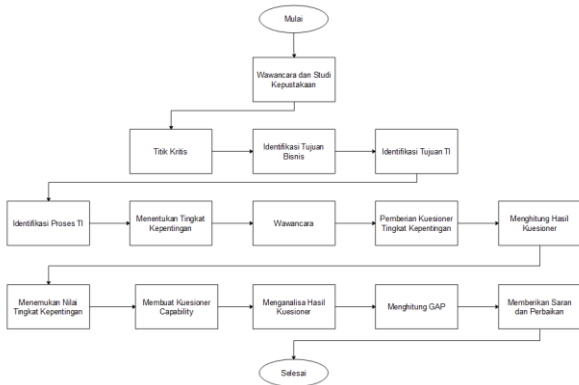 Mulai
Wawancara dan Studi
Kepustakaan
Titik Kritis
Identifikasi Tujuan
Bisnis
Identifikasi Tujuan TI
Identifikasi Proses TI
Menentukan Tingkat
Kepentingan
Wawancara
Pemberian Kuesioner
Tingkat Kepentingan
Menghitung Hasil
Kuesioner
Menemukan Nilai
Tingkat Kepentingan
Membuat Kuesioner
Capability
Menganalisa Hasil
Kuesioner
Menghitung GAP
Memberikan Saran
dan Perbaikan
Selesai